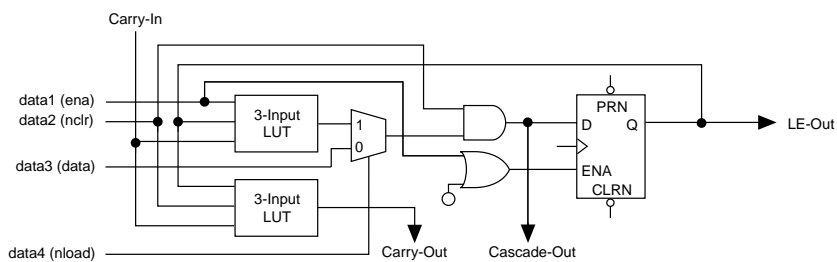 Carry-In
data1 (ena)
data2 (nclr)
3-Input
LUT
1
0
data3 (data)
3-Input
LUT
data4 (nload)
Carry-Out
Cascade-Out
PRN
D
Q
ENA
CLRN
LE-Out